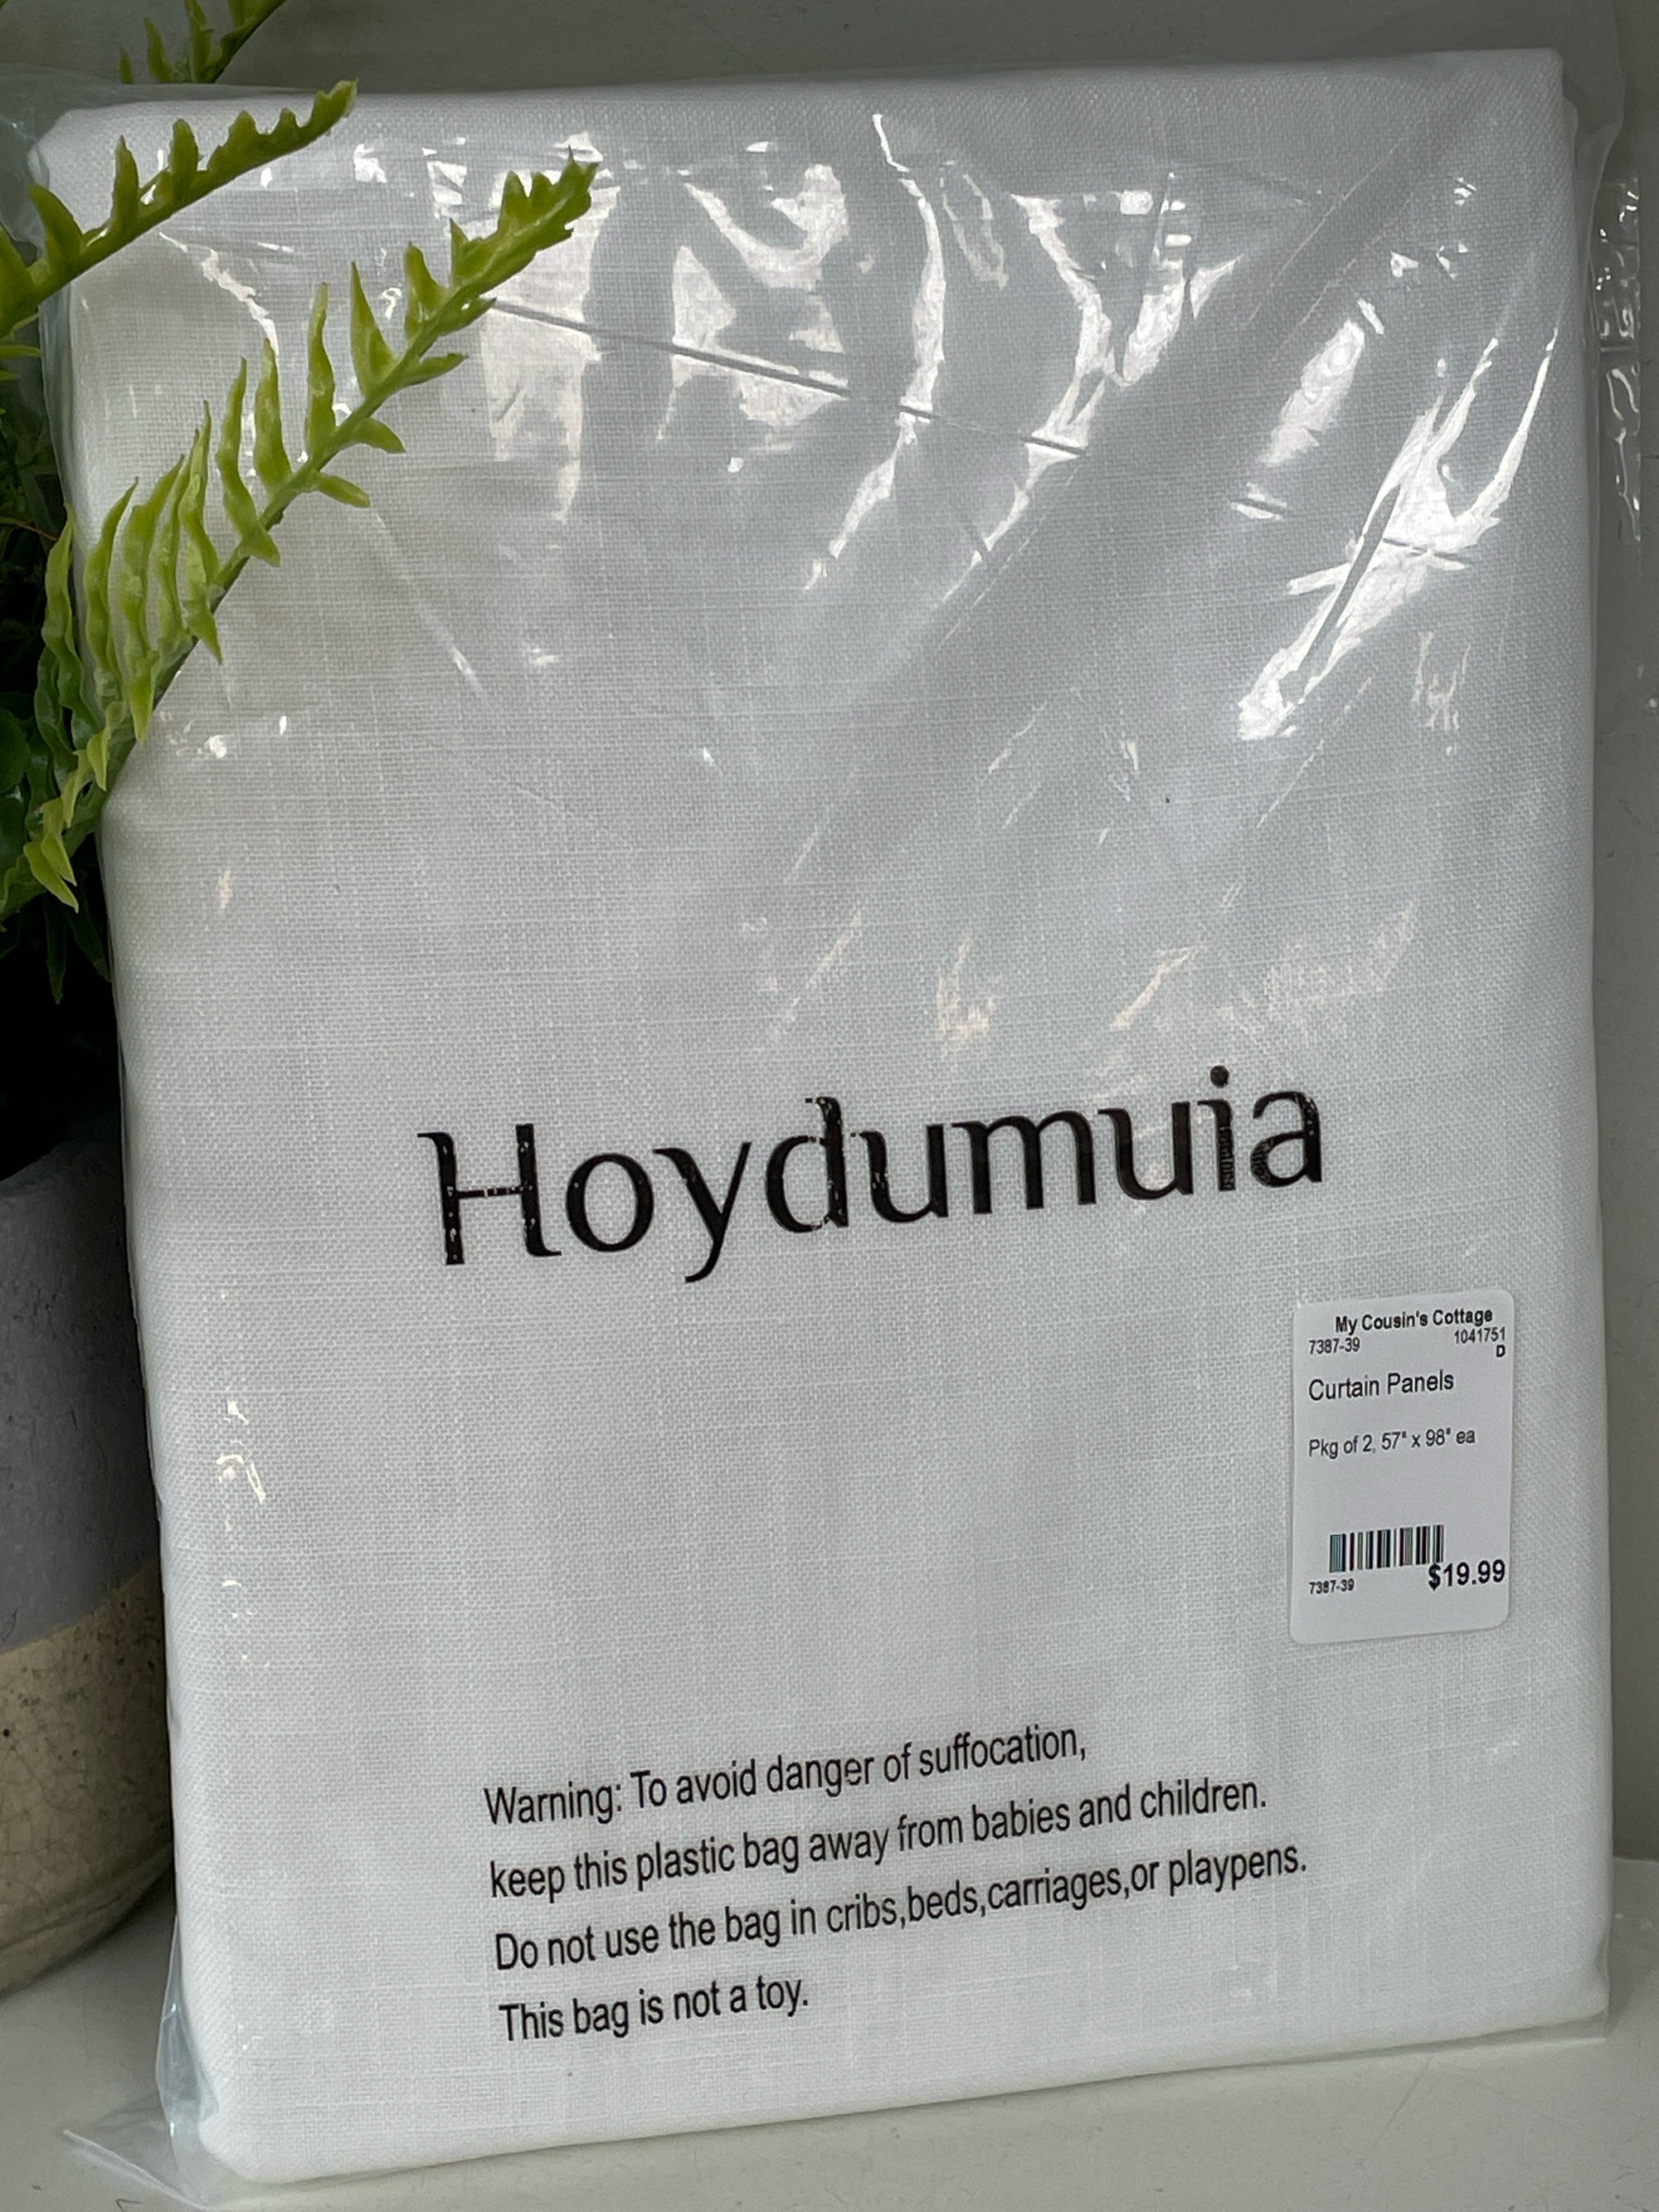 Hoydumuia
My Cousin's Cottage
7387-39 1041751
D
Curtain Panels
Pkg of 2, 57" x 98" ea
7387-39 $19.99
Warning: To avoid danger of suffocation,
keep this plastic bag away from babies and children.
Do not use the bag in cribs,beds,carriages,or playpens.
This bag is not a toy.